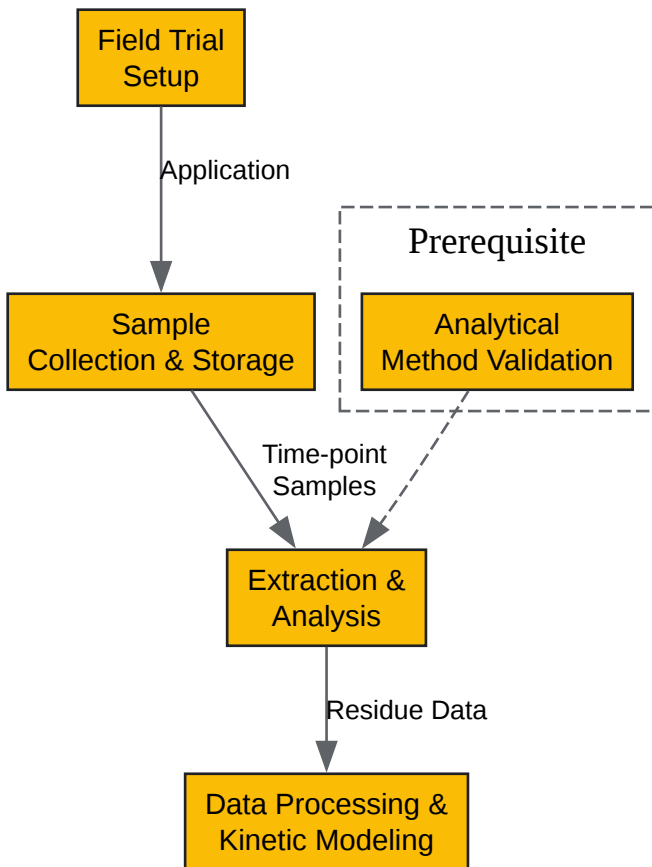 Field Trial
Setup
Application
Prerequisite
Sample
Collection & Storage
Analytical
Method Validation
Time-point
Samples
Extraction &
Analysis
Residue Data
Data Processing &
Kinetic Modeling